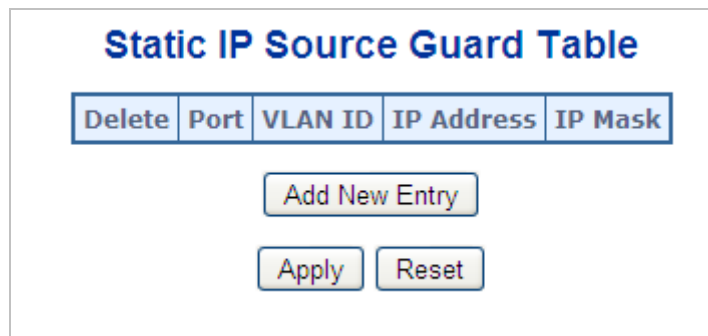 Static IP Source Guard Table
Delete Port VLAN ID IP Address IP Mask
Add New Entry
Apply Reset